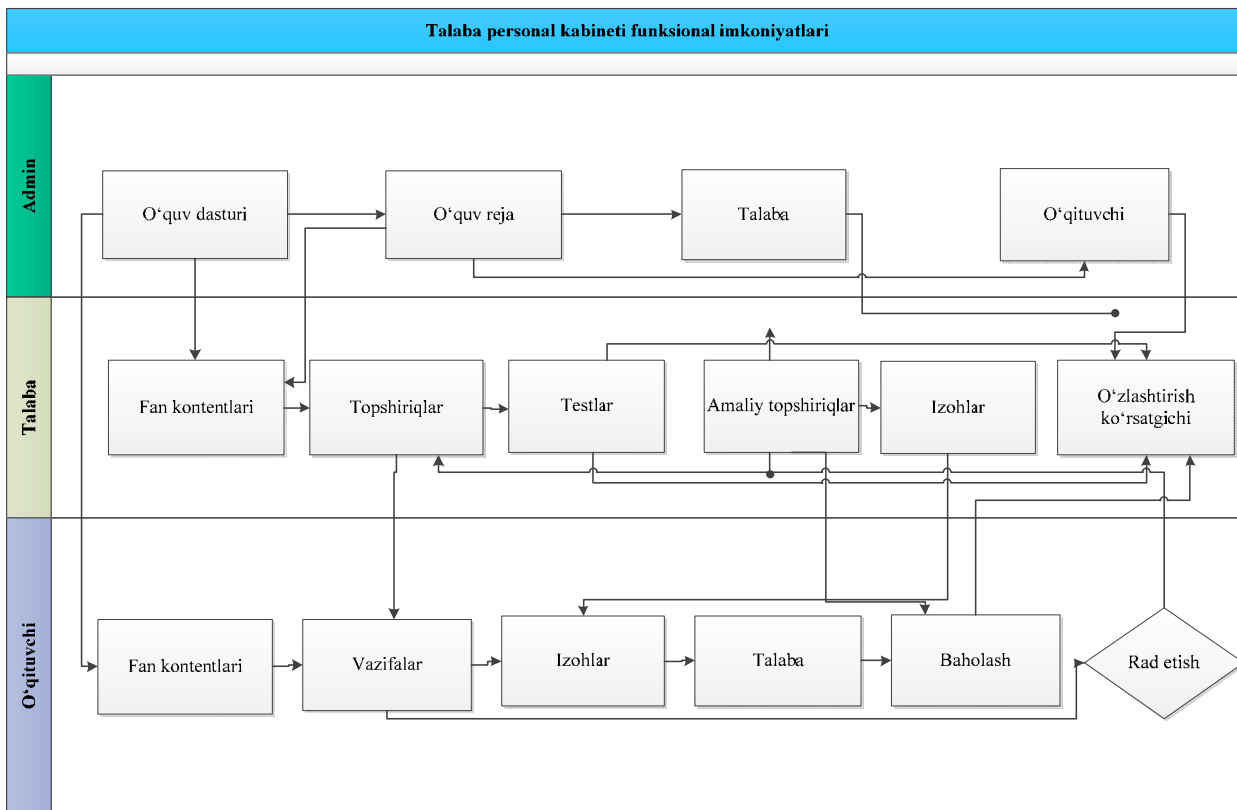 Talaba personal kabineti funksional imkoniyatlari
Admin
O‘quv dasturi
O‘quv reja
Talaba
O‘qituvchi
Talaba
Fan kontentlari
Topshiriqlar
Testlar
Amaliy topshiriqlar
Izohlar
O‘zlashtirish
ko‘rsatgichi
O‘qituvchi
Fan kontentlari
Vazifalar
Izohlar
Talaba
Baholash
Rad etish